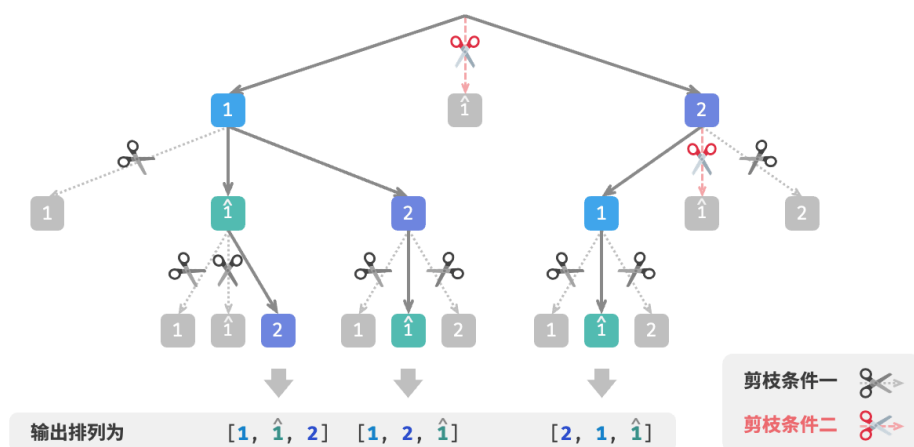 1̂
1 2
1 1̂ 2 1 1̂ 2
1 1̂ 2 1 1̂ 2 1 1̂ 2
剪枝条件一
剪枝条件二
输出排列为 [1, 1̂, 2] [1, 2, 1̂] [2, 1, 1̂]